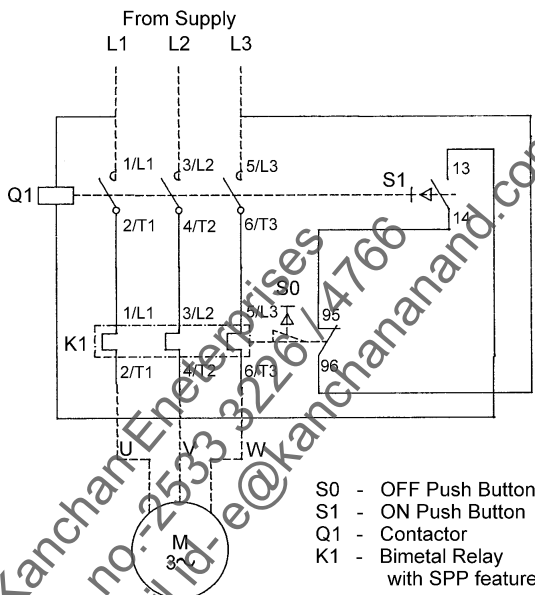 From Supply
L1 L2 L3
1/L1 3/L2 5/L3
13
S1
Q1
14
2/T1 4/T2 6/T3
S0
1/L1 3/L2 5/L3
95
K1
96
2/T1 4/T2 6/T3
U V W
M
3~
S0 - OFF Push Button
S1 - ON Push Button
Q1 - Contactor
K1 - Bimetal Relay
with SPP feature
Kanchan Eneterprises
no.-2533 3226 / 4766
il id- e@kanchananand.co